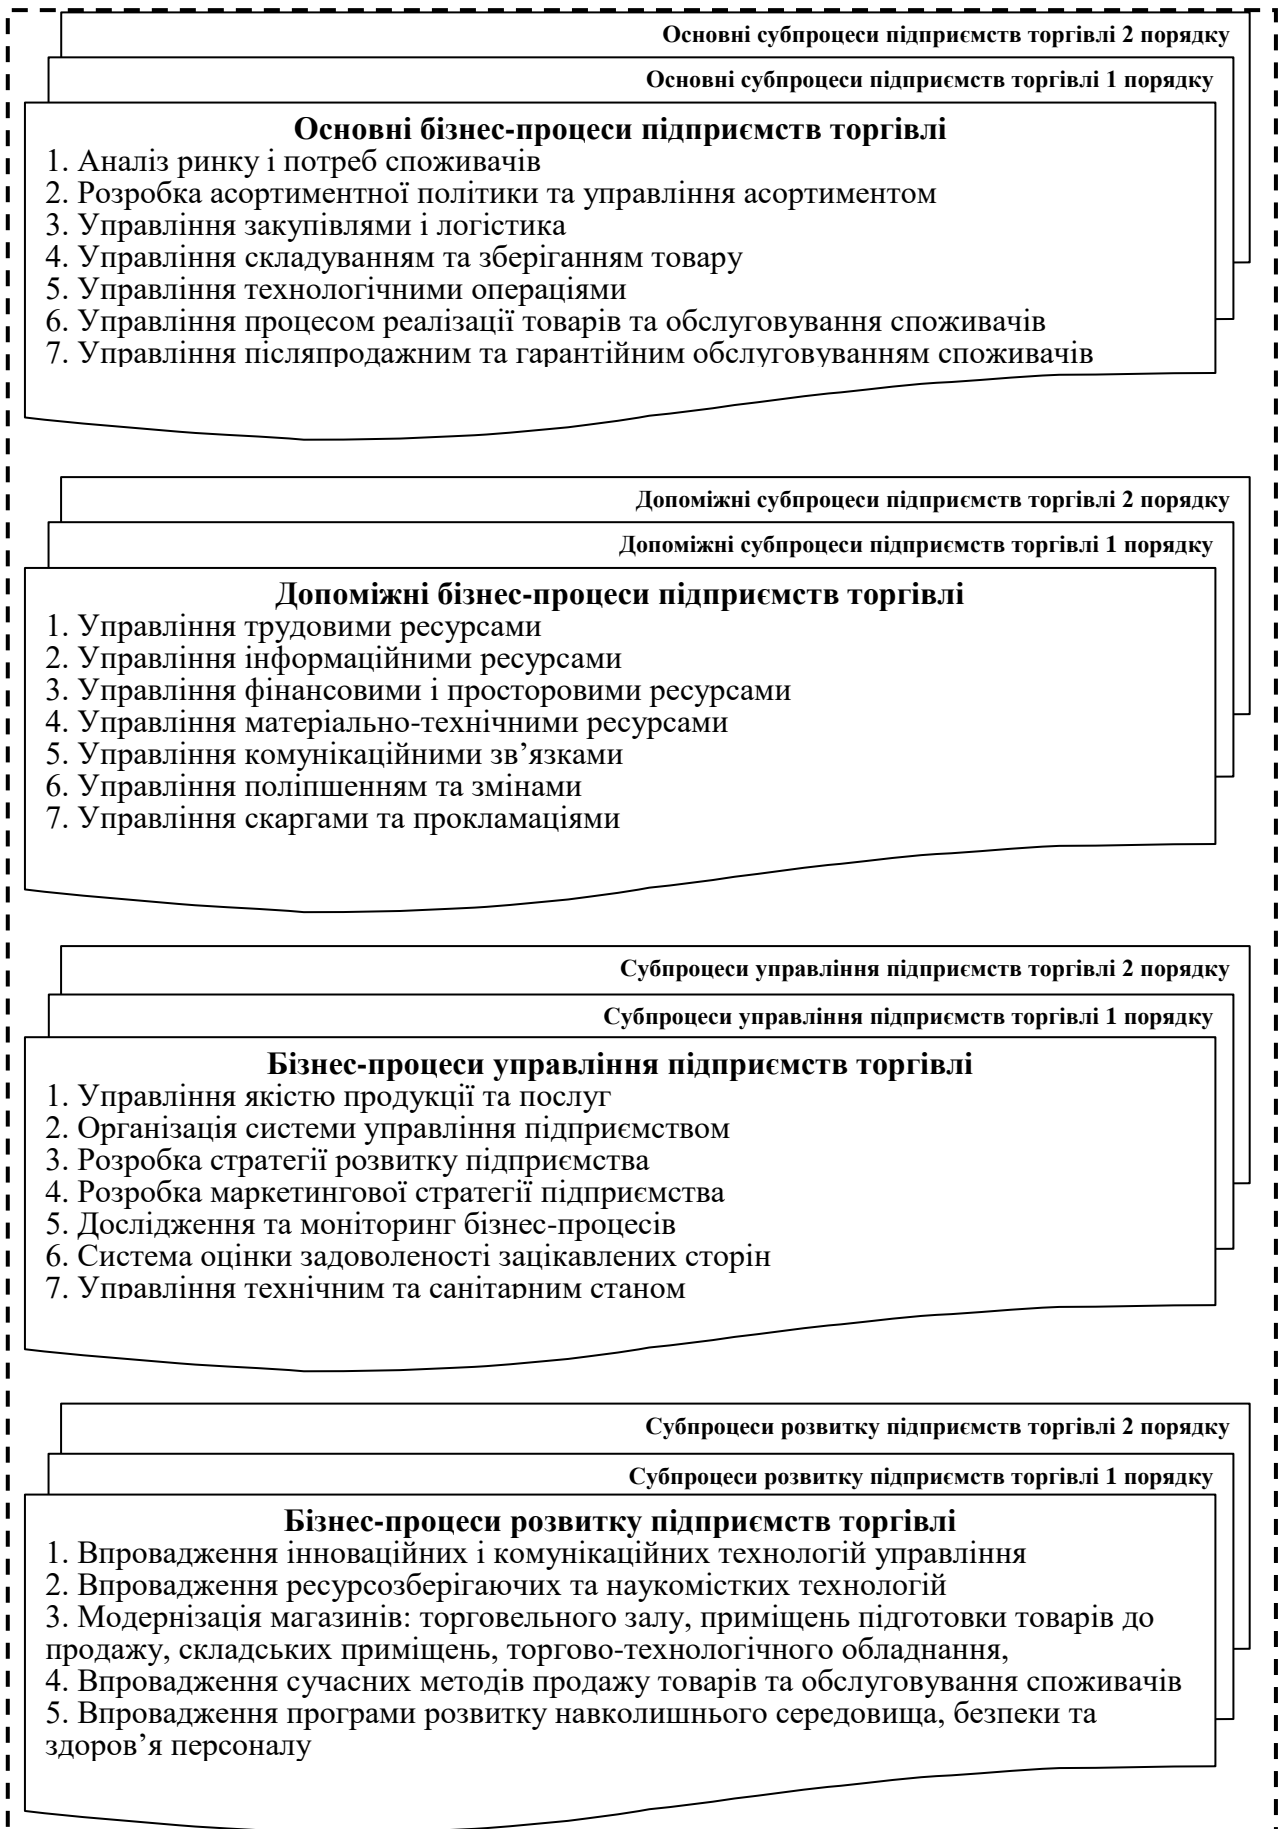 Основні субпроцеси підприємств торгівлі 2 порядку
Основні субпроцеси підприємств торгівлі 1 порядку
Основні бізнес-процеси підприємств торгівлі
1. Аналіз ринку і потреб споживачів
2. Розробка асортиментної політики та управління асортиментом
3. Управління закупівлями і логістика
4. Управління складуванням та зберіганням товару
5. Управління технологічними операціями
6. Управління процесом реалізації товарів та обслуговування споживачів
7. Управління післяпродажним та гарантійним обслуговуванням споживачів
Допоміжні субпроцеси підприємств торгівлі 2 порядку
Допоміжні субпроцеси підприємств торгівлі 1 порядку
Допоміжні бізнес-процеси підприємств торгівлі
1. Управління трудовими ресурсами
2. Управління інформаційними ресурсами
3. Управління фінансовими і просторовими ресурсами
4. Управління матеріально-технічними ресурсами
5. Управління комунікаційними зв’язками
6. Управління поліпшенням та змінами
7. Управління скаргами та прокламаціями
Субпроцеси управління підприємств торгівлі 2 порядку
Субпроцеси управління підприємств торгівлі 1 порядку
Бізнес-процеси управління підприємств торгівлі
1. Управління якістю продукції та послуг
2. Організація системи управління підприємством
3. Розробка стратегії розвитку підприємства
4. Розробка маркетингової стратегії підприємства
5. Дослідження та моніторинг бізнес-процесів
6. Система оцінки задоволеності зацікавлених сторін
7. Управління технічним та санітарним станом
Субпроцеси розвитку підприємств торгівлі 2 порядку
Субпроцеси розвитку підприємств торгівлі 1 порядку
Бізнес-процеси розвитку підприємств торгівлі
1. Впровадження інноваційних і комунікаційних технологій управління
2. Впровадження ресурсозберігаючих та наукомістких технологій
3. Модернізація магазинів: торговельного залу, приміщень підготовки товарів до
продажу, складських приміщень, торгово-технологічного обладнання,
4. Впровадження сучасних методів продажу товарів та обслуговування споживачів
5. Впровадження програми розвитку навколишнього середовища, безпеки та
здоров’я персоналу